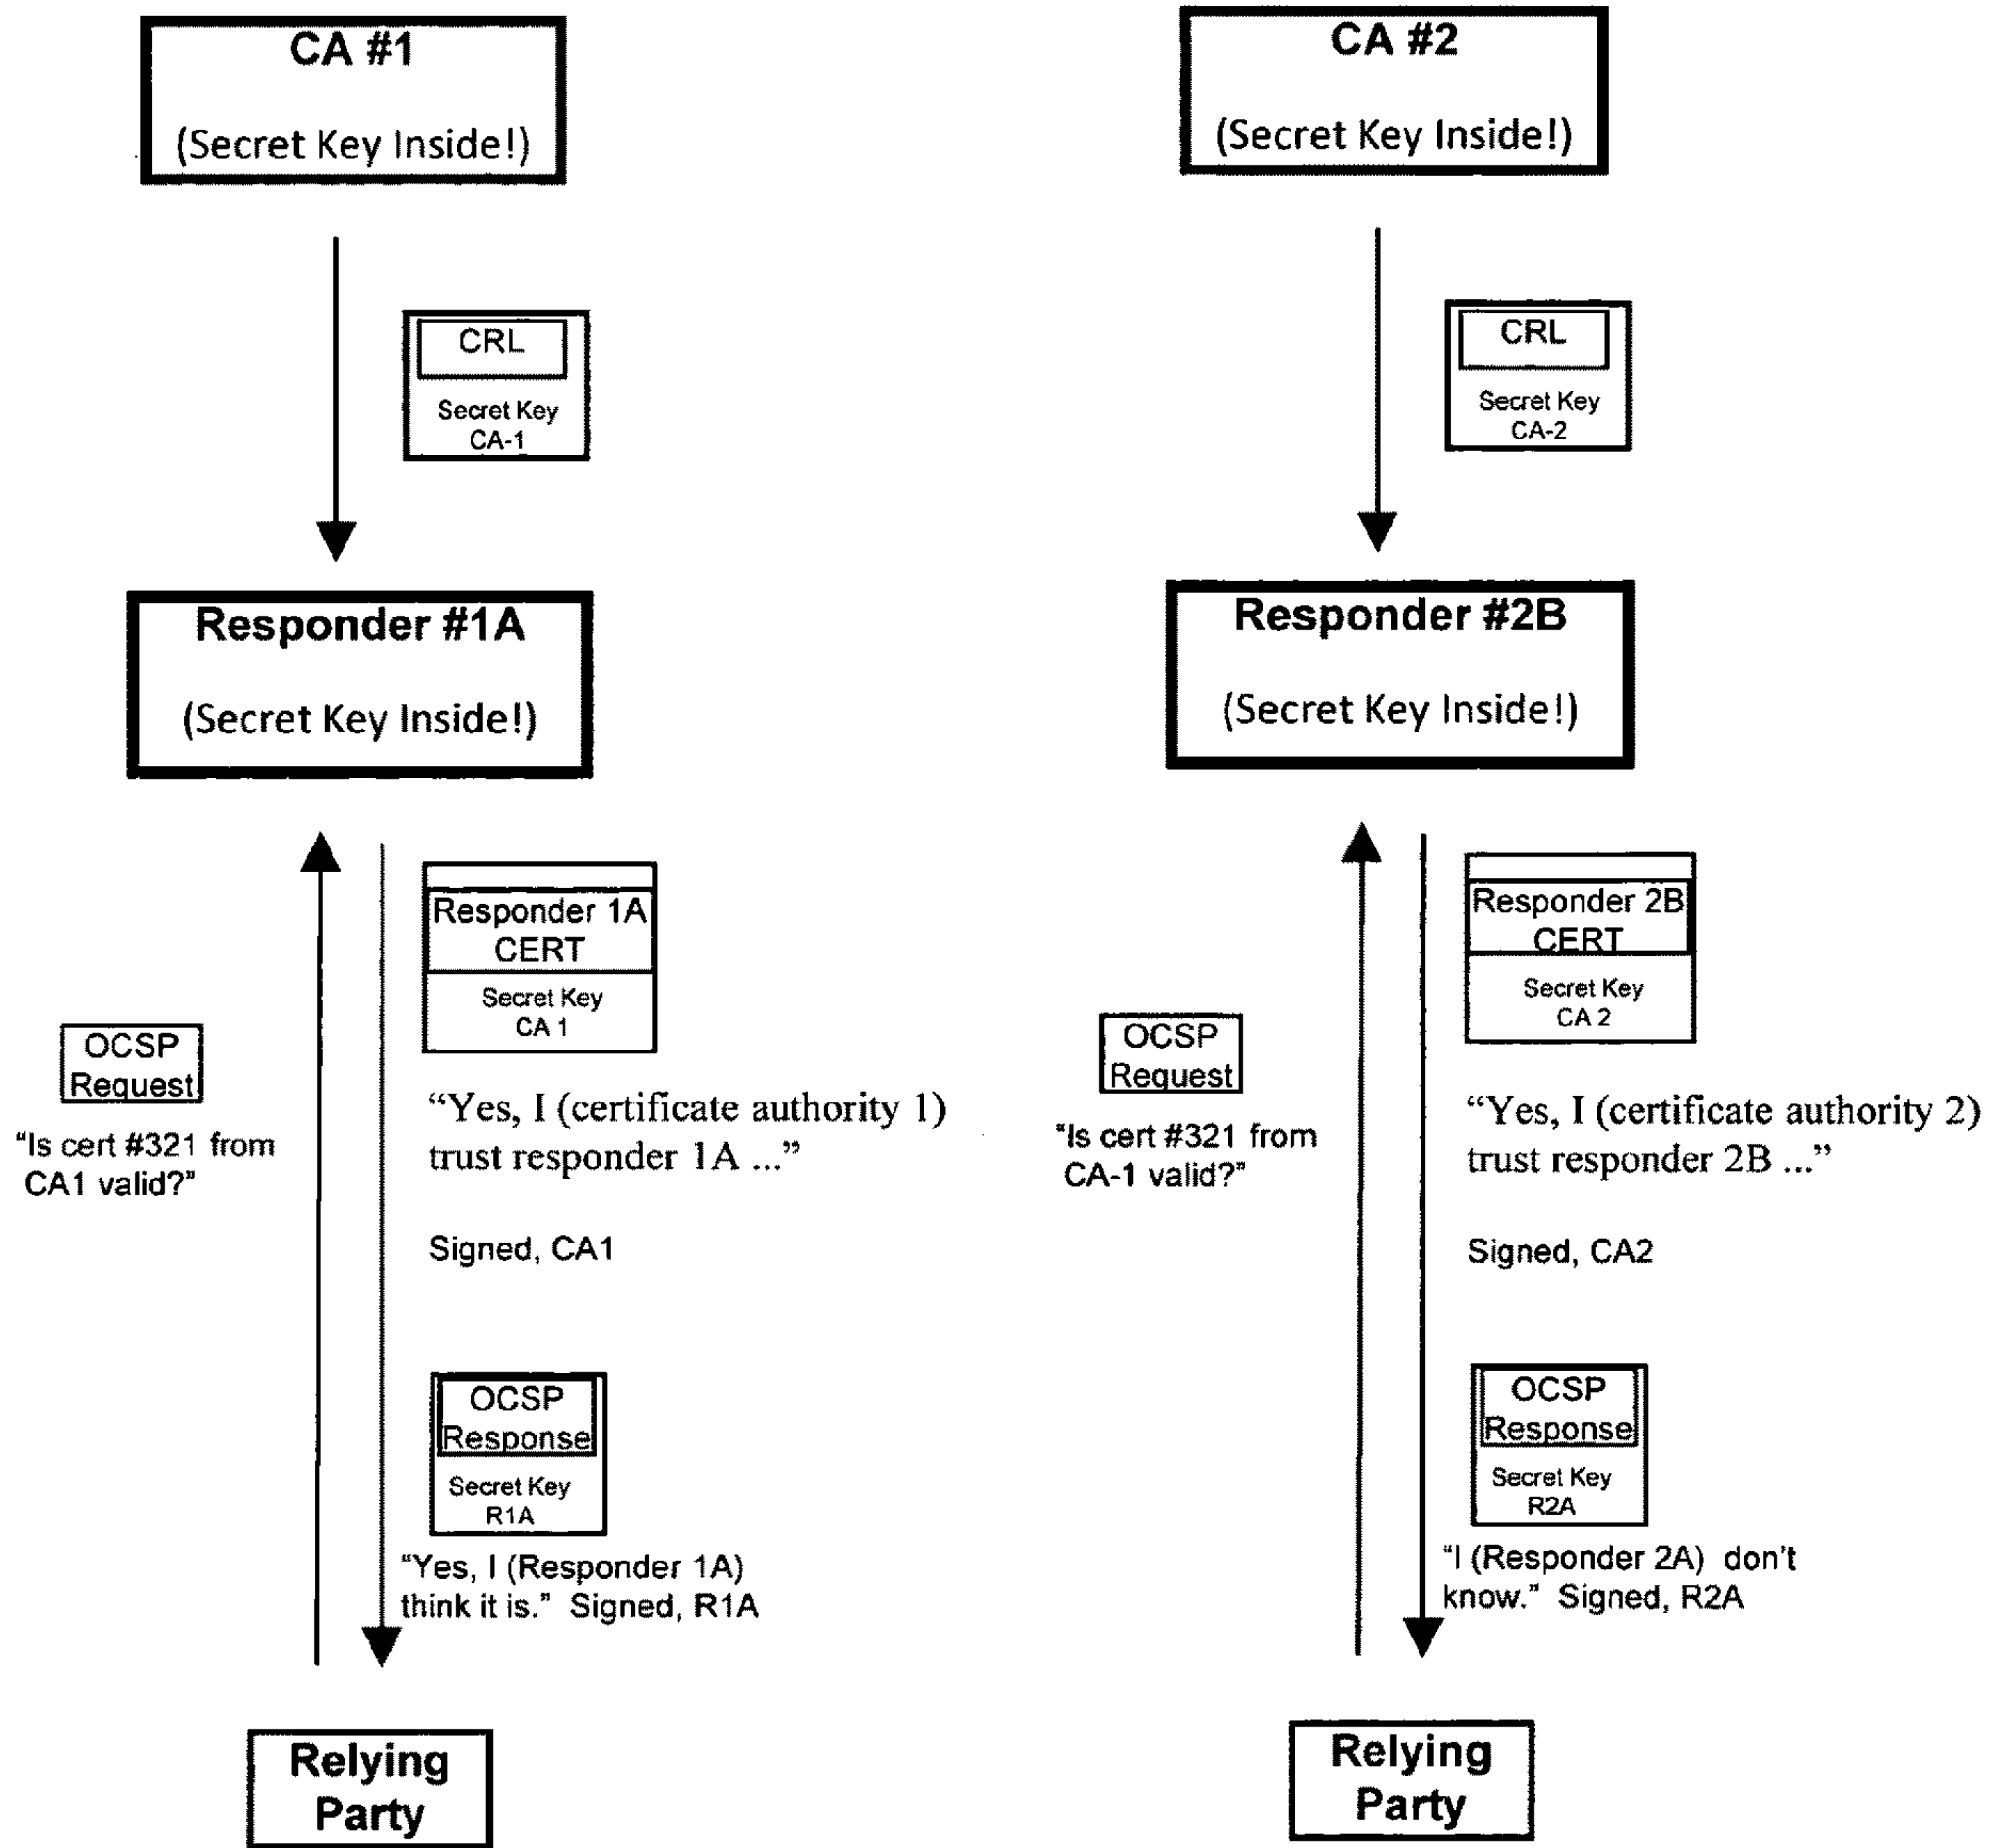 CA #1
(Secret Key Inside!)
CRL
Secret Key
CA-1
Responder #1A
(Secret Key Inside!)
Responder 1A
CERT
Secret Key
CA 1
OCSP
Request
"Is cert #321 from
CA1 valid?"
“Yes, I (certificate authority 1)
trust responder 1A ...”
Signed, CA1
OCSP
Response
Secret Key
R1A
"Yes, I (Responder 1A)
think it is." Signed, R1A
Relying
Party
CA #2
(Secret Key Inside!)
CRL
Secret Key
CA-2
Responder #2B
(Secret Key Inside!)
Responder 2B
CERT
Secret Key
CA 2
OCSP
Request
"Is cert #321 from
CA-1 valid?"
“Yes, I (certificate authority 2)
trust responder 2B ...”
Signed, CA2
OCSP
Response
Secret Key
R2A
"I (Responder 2A) don't
know." Signed, R2A
Relying
Party